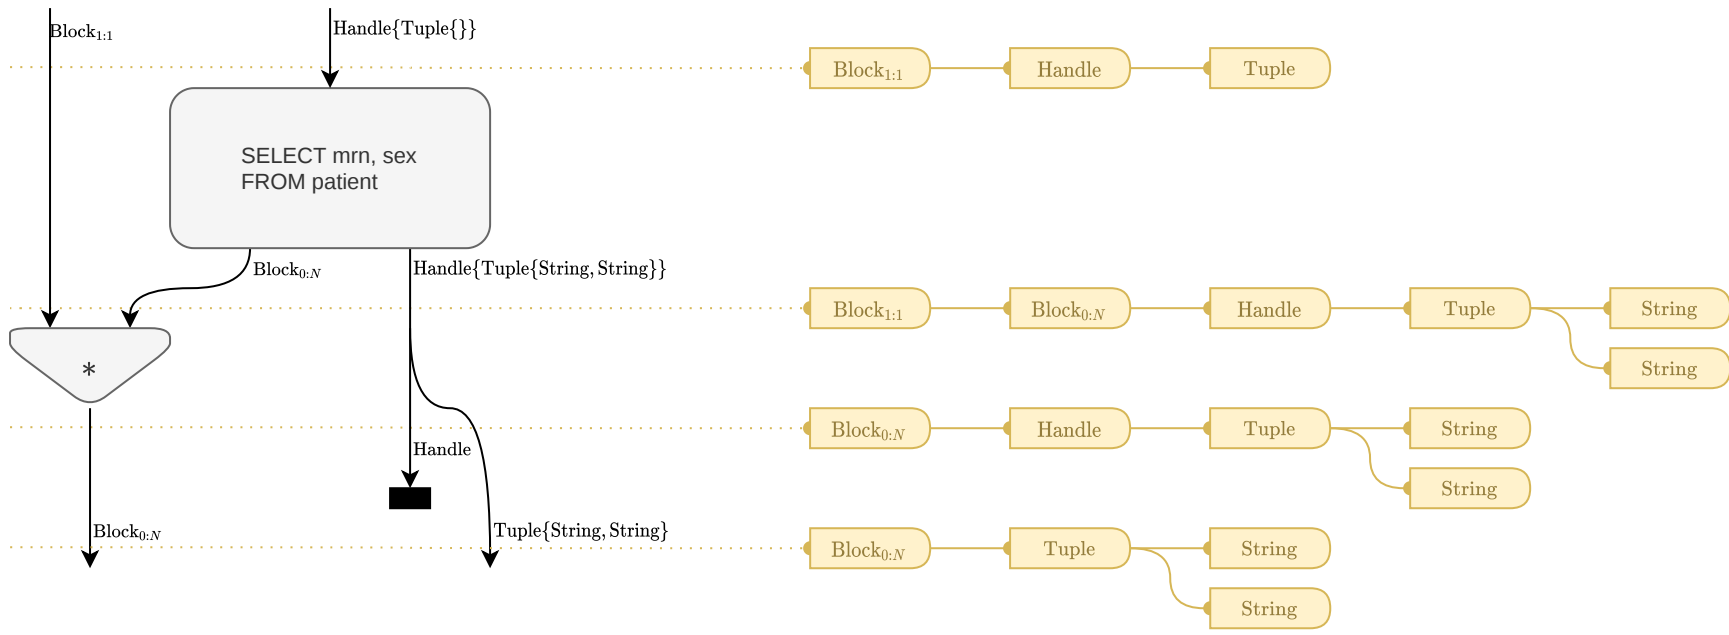 Block1:1
Handle{Tuple{}}
Block1:1 Handle Tuple
SELECT mrn, sex
FROM patient
Block0:N
Handle{Tuple{String, String}}
Block1:1 Block0:N Handle Tuple String
String
*
Block0:N Handle Tuple String
Handle
String
Block0:N
Tuple{String, String}
Block0:N Tuple String
String